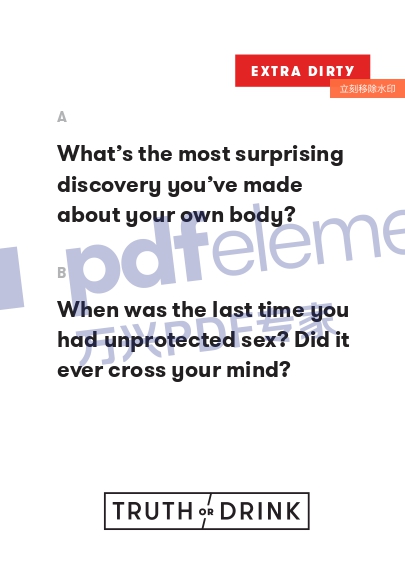 EXTRA DIRTY
立刻移除水印
A
What's the most surprising
discovery you've made
about your own body?
pdfeleme
B
When was the last time you
had unprotected sex? Did it
ever cross your mind?
万兴PDF专家
TRUTH OR DRINK